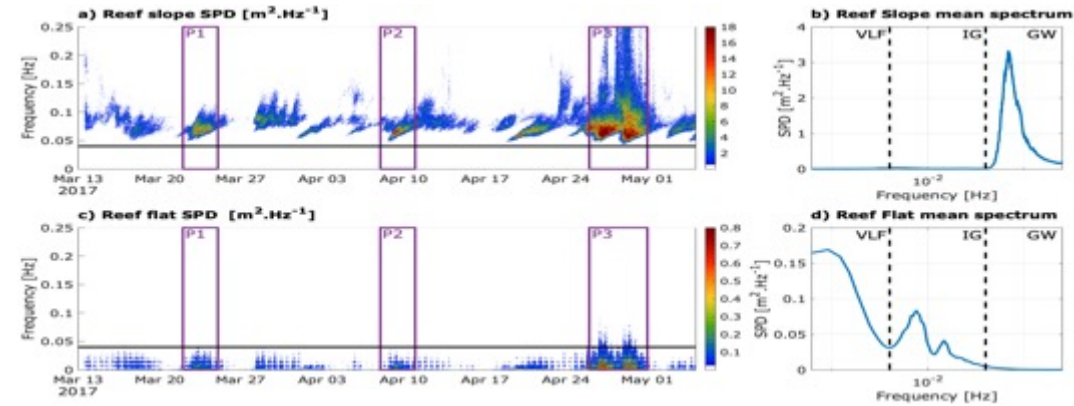 a) Reef slope SPD [m².Hz⁻¹]
P1
P2
P3
Frequency [Hz]
0.25
0.2
0.15
0.1
0.05
0
Mar 13
2017
Mar 20
Mar 27
Apr 03
Apr 10
Apr 17
Apr 24
May 01
18
16
14
12
10
8
6
4
2
b) Reef Slope mean spectrum
VLF
IG
GW
SPD [m².Hz⁻¹]
4
3
2
1
0
10⁻²
Frequency [Hz]
c) Reef flat SPD [m².Hz⁻¹]
P1
P2
P3
Frequency [Hz]
0.25
0.2
0.15
0.1
0.05
0
Mar 13
2017
Mar 20
Mar 27
Apr 03
Apr 10
Apr 17
Apr 24
May 01
0.8
0.7
0.6
0.5
0.4
0.3
0.2
0.1
d) Reef Flat mean spectrum
VLF
IG
GW
SPD [m².Hz⁻¹]
0.2
0.15
0.1
0.05
0
10⁻²
Frequency [Hz]